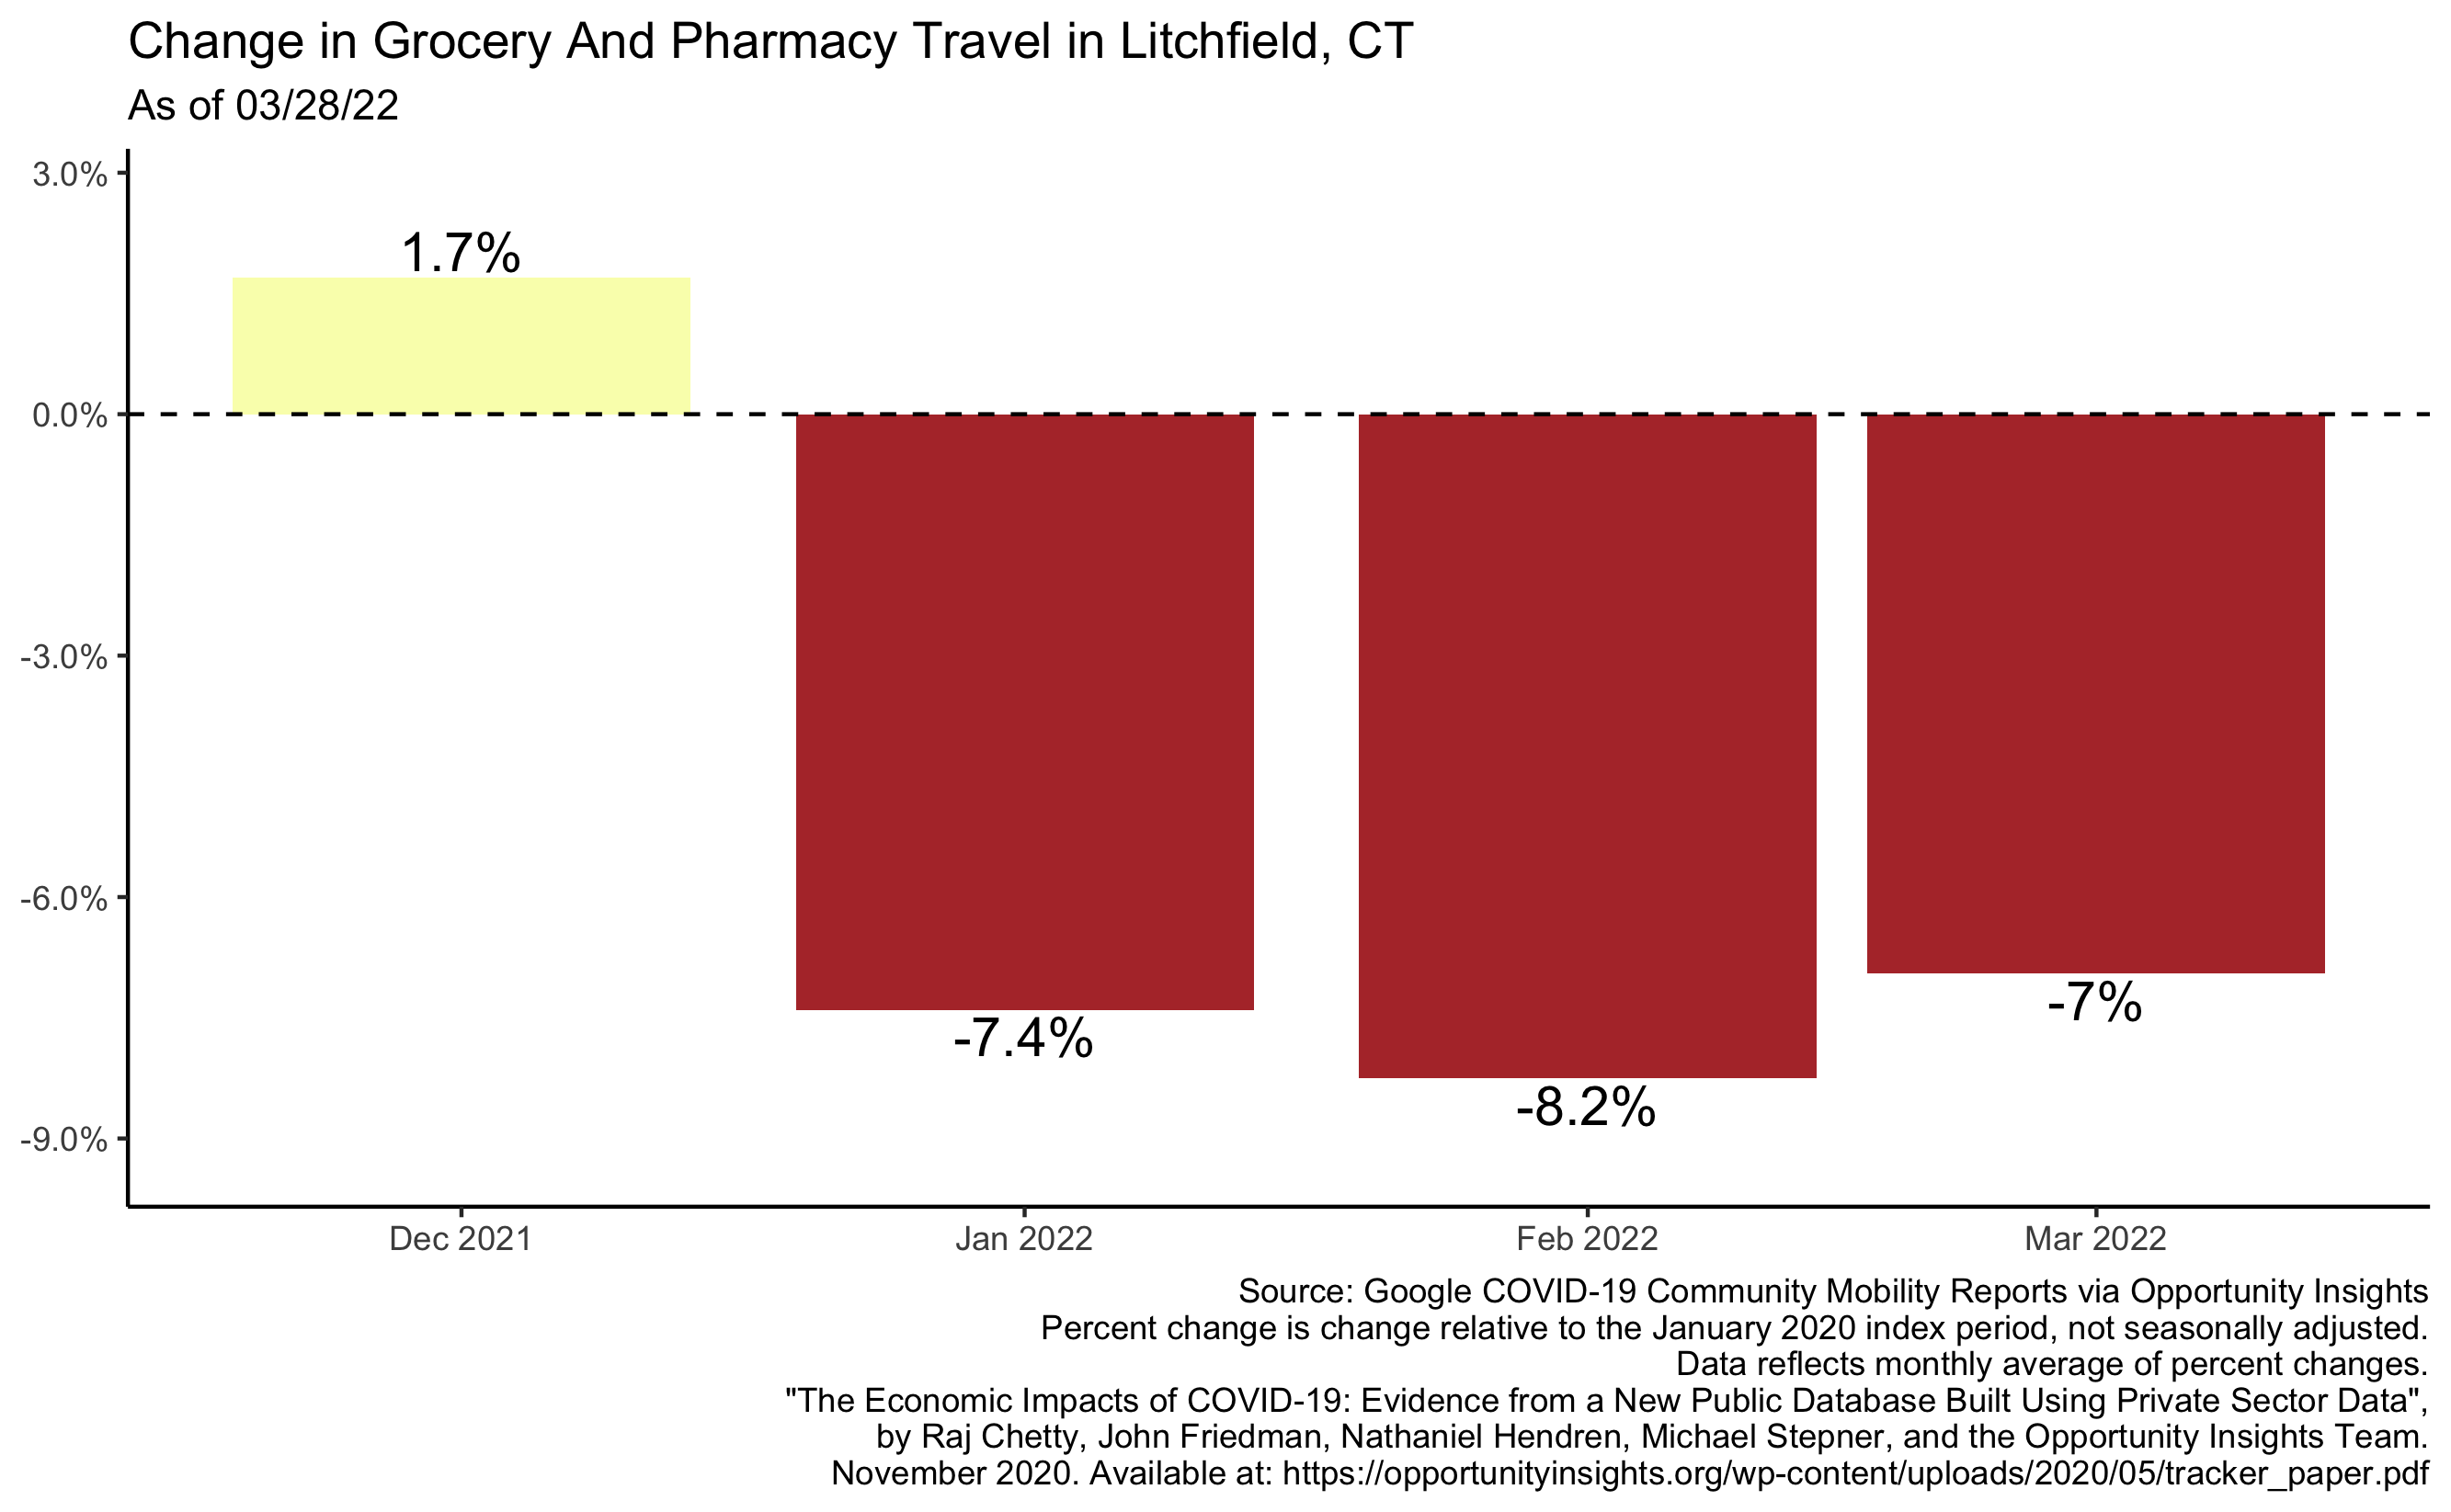 Change in Grocery And Pharmacy Travel in Litchfield, CT
As of 03/28/22
3.0%
0.0%
-3.0%
-6.0%
-9.0%
1.7%
-7.4%
-8.2%
-7%
Dec 2021
Jan 2022
Feb 2022
Mar 2022
Source: Google COVID-19 Community Mobility Reports via Opportunity Insights
Percent change is change relative to the January 2020 index period, not seasonally adjusted.
Data reflects monthly average of percent changes.
"The Economic Impacts of COVID-19: Evidence from a New Public Database Built Using Private Sector Data",
by Raj Chetty, John Friedman, Nathaniel Hendren, Michael Stepner, and the Opportunity Insights Team.
November 2020. Available at: https://opportunityinsights.org/wp-content/uploads/2020/05/tracker_paper.pdf